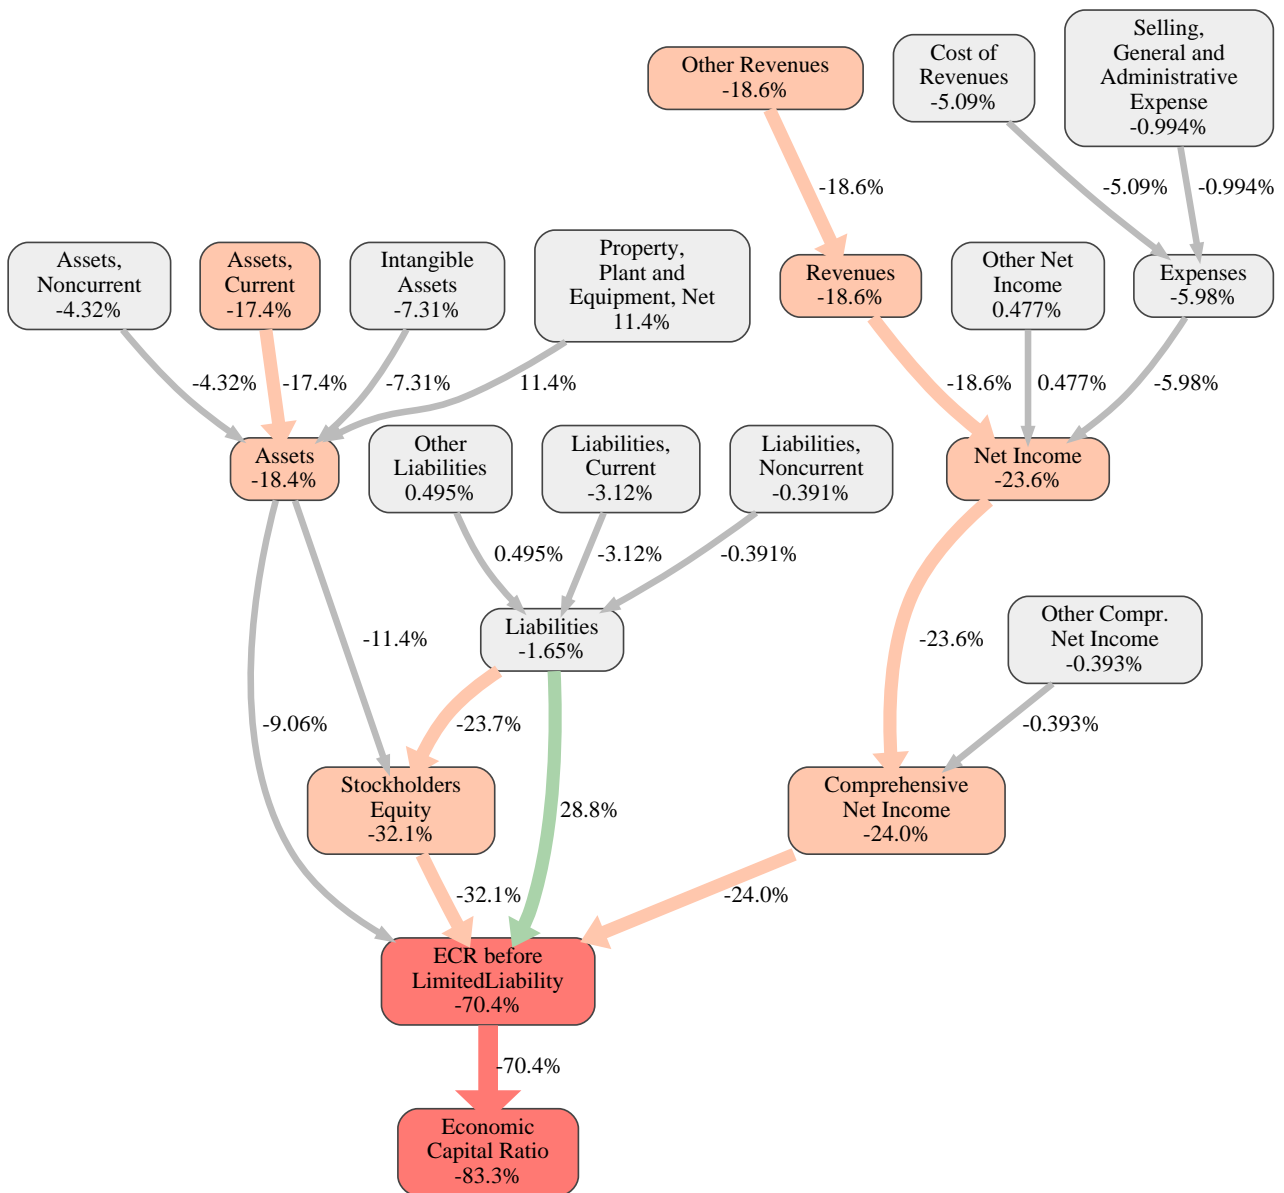 Other Revenues
-18.6%
Cost of
Revenues
-5.09%
Selling,
General and
Administrative
Expense
-0.994%
-18.6%
-5.09%
-0.994%
Assets,
Noncurrent
-4.32%
Assets,
Current
-17.4%
Intangible
Assets
-7.31%
Property,
Plant and
Equipment, Net
11.4%
Revenues
-18.6%
Other Net
Income
0.477%
Expenses
-5.98%
-4.32%
-17.4%
-7.31%
11.4%
-18.6%
0.477%
-5.98%
Assets
-18.4%
Other
Liabilities
0.495%
Liabilities,
Current
-3.12%
Liabilities,
Noncurrent
-0.391%
Net Income
-23.6%
0.495%
-3.12%
-0.391%
Liabilities
-1.65%
-11.4%
-23.6%
Other Compr.
Net Income
-0.393%
-9.06%
-23.7%
-0.393%
Stockholders
Equity
-32.1%
28.8%
Comprehensive
Net Income
-24.0%
-32.1%
-24.0%
ECR before
LimitedLiability
-70.4%
-70.4%
Economic
Capital Ratio
-83.3%